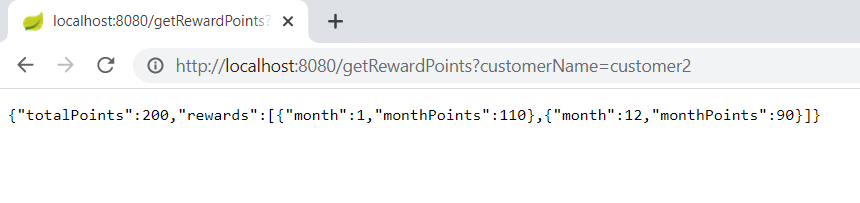 localhost:8080/getRewardPoints?
http://localhost:8080/getRewardPoints?customerName=customer2
{"totalPoints":200,"rewards":[{"month":1,"monthPoints":110},{"month":12,"monthPoints":90}]}